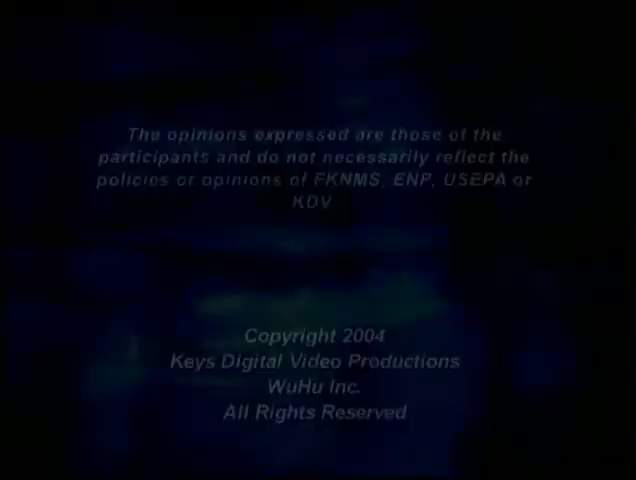 The opinions expressed are those of the
participants and do not necessarily reflect the
policies or opinions of FKNMS, ENP, USEPA or
KDV
Copyright 2004
Keys Digital Video Productions
WuHu Inc.
All Rights Reserved